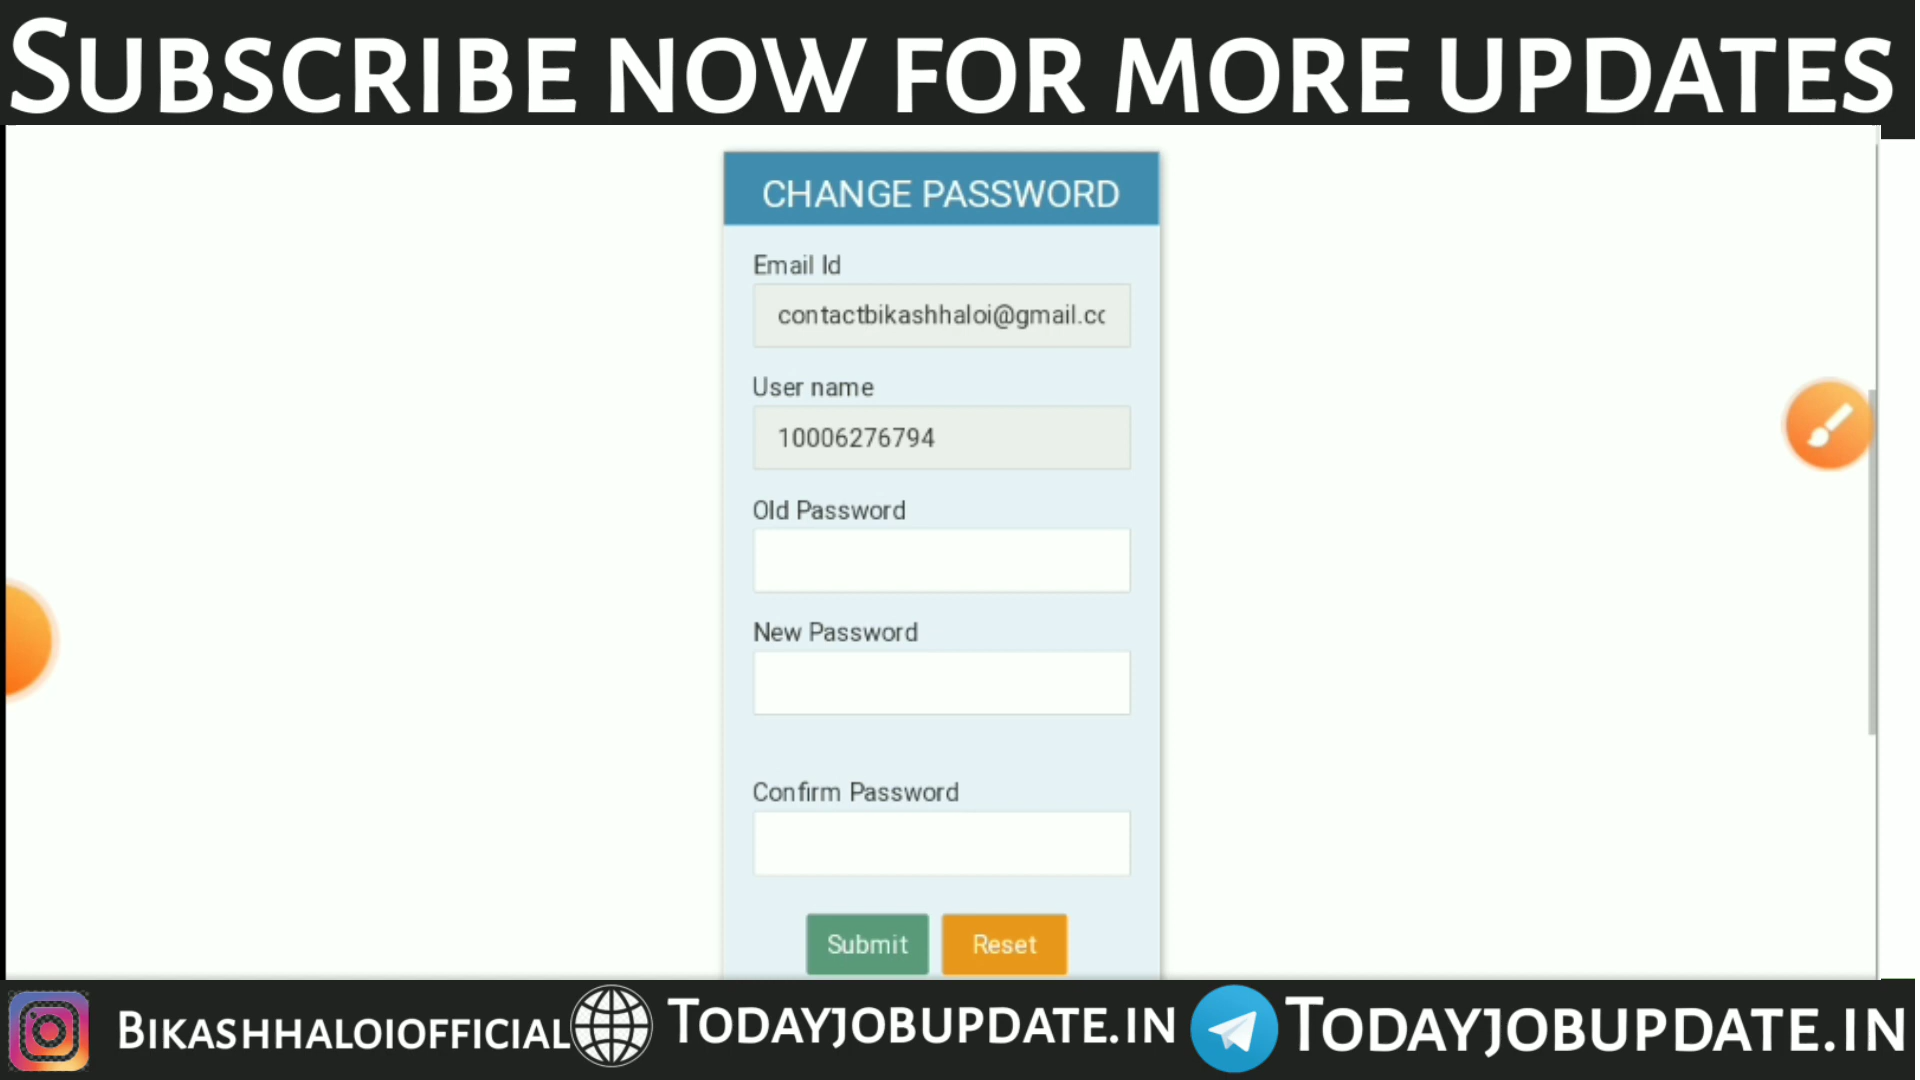 SUBSCRIBE NOW FOR MORE UPDATES
CHANGE PASSWORD
Email Id
contactbikashhaloi@gmail.cc
User name
10006276794
Old Password
New Password
Confirm Password
Submit Reset
BIKASHHALOIOFFICIAL TODAYJOBUPDATE.IN TODAYJOBUPDATE.IN